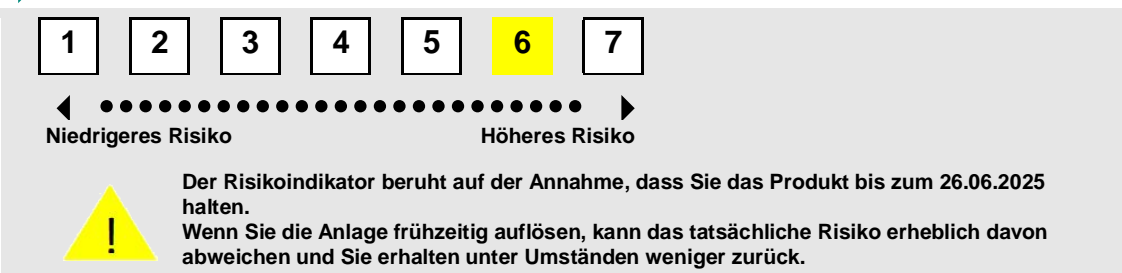 1 2 3 4 5 6 7
Niedrigeres Risiko Höheres Risiko
!
Der Risikoindikator beruht auf der Annahme, dass Sie das Produkt bis zum 26.06.2025
halten.
Wenn Sie die Anlage frühzeitig auflösen, kann das tatsächliche Risiko erheblich davon
abweichen und Sie erhalten unter Umständen weniger zurück.